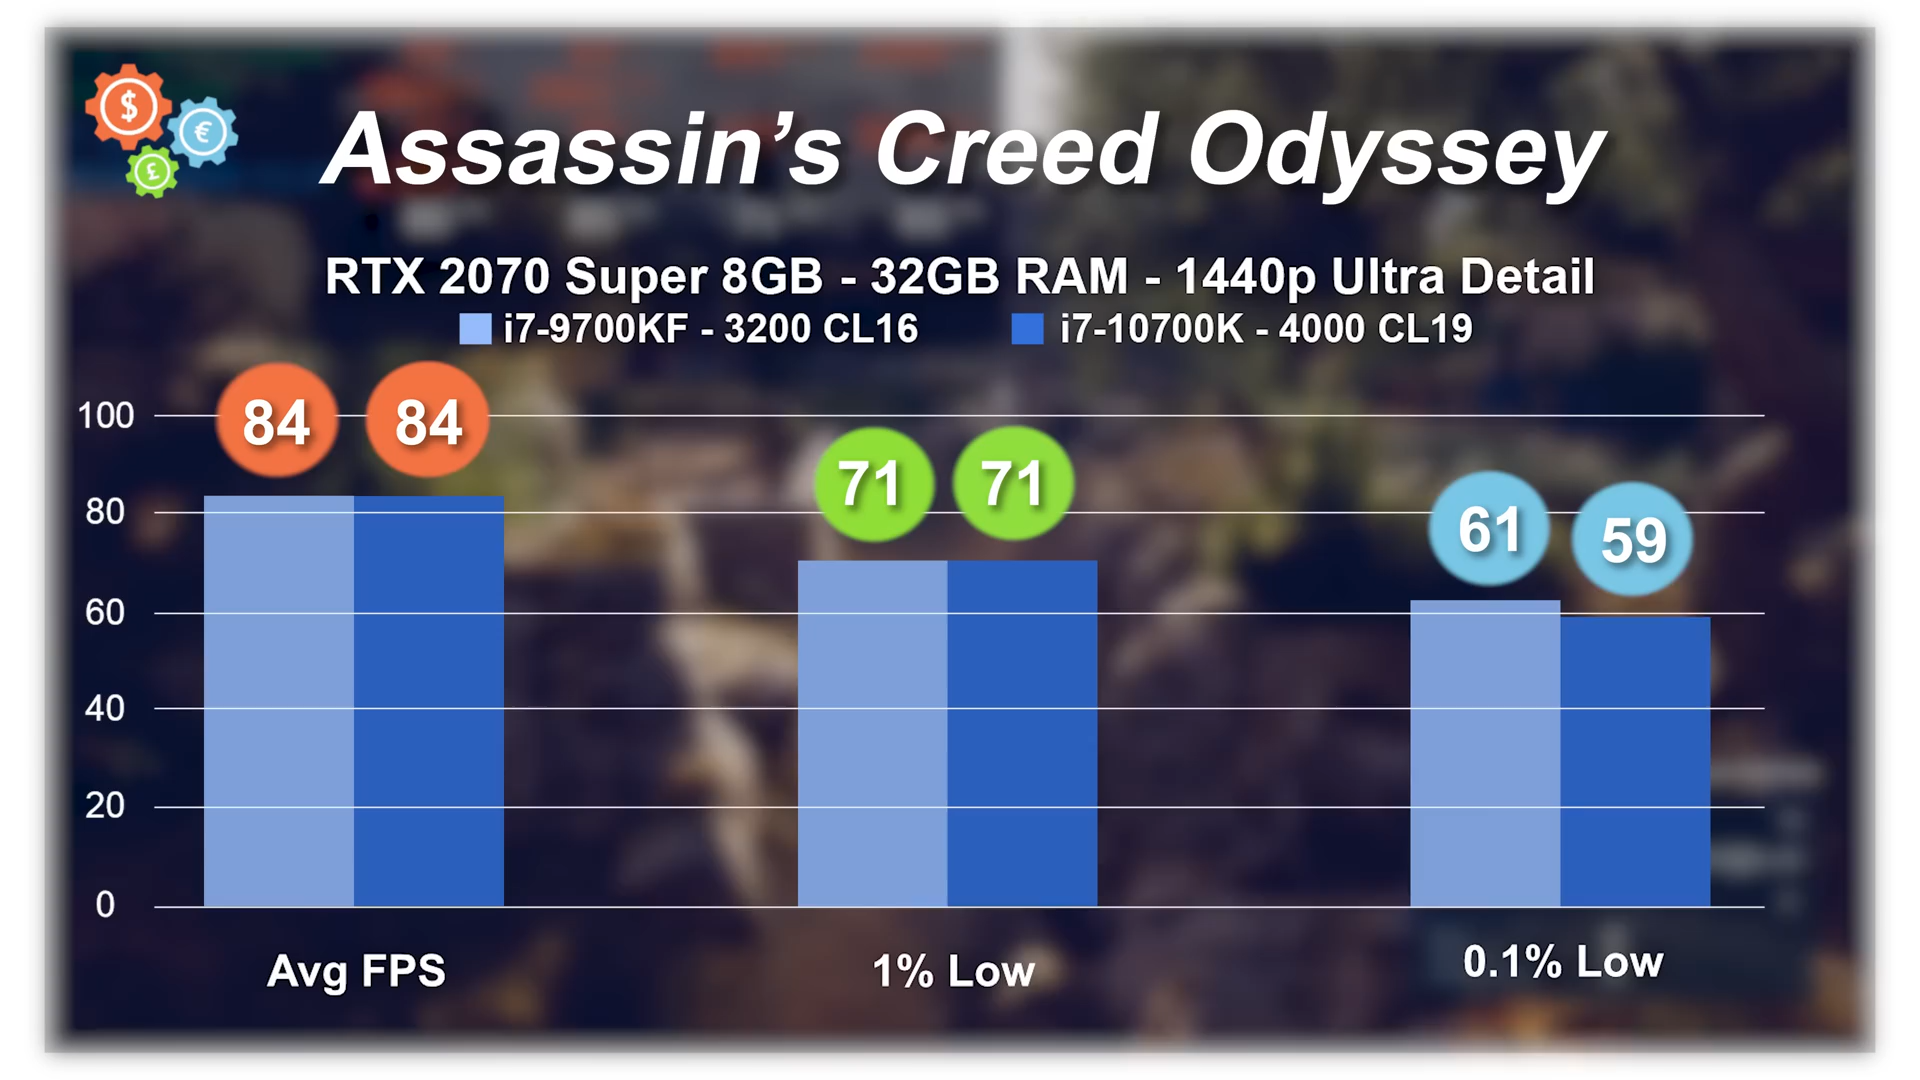 $
€
£
Assassin’s Creed Odyssey
RTX 2070 Super 8GB - 32GB RAM - 1440p Ultra Detail
i7-9700KF - 3200 CL16
i7-10700K - 4000 CL19
100
80
60
40
20
0
84
84
71
71
61
59
Avg FPS
1% Low
0.1% Low